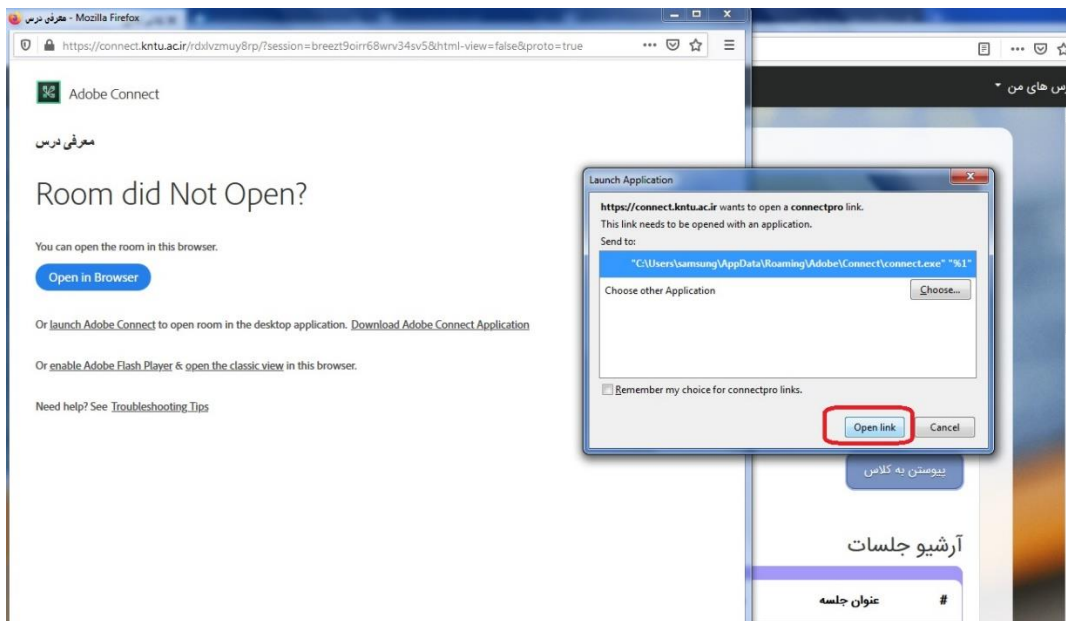 معرفی درس - Mozilla Firefox
https://connect.kntu.ac.ir/rdxlvzmuy8rp/?session=breezt9oirr68wrv34sv5&html-view=false&proto=true
Adobe Connect
معرفی درس
Room did Not Open?
You can open the room in this browser.
Open in Browser
Or launch Adobe Connect to open room in the desktop application. Download Adobe Connect Application
Or enable Adobe Flash Player & open the classic view in this browser.
Need help? See Troubleshooting Tips
Launch Application
https://connect.kntu.ac.ir wants to open a connectpro link.
This link needs to be opened with an application.
Send to:
"C:\Users\samsung\AppData\Roaming\Adobe\Connect\connect.exe" "%1"
Choose other Application
Choose...
Remember my choice for connectpro links.
Open link
Cancel
های من
پیوستن به کلاس
آرشیو جلسات
# عنوان جلسه